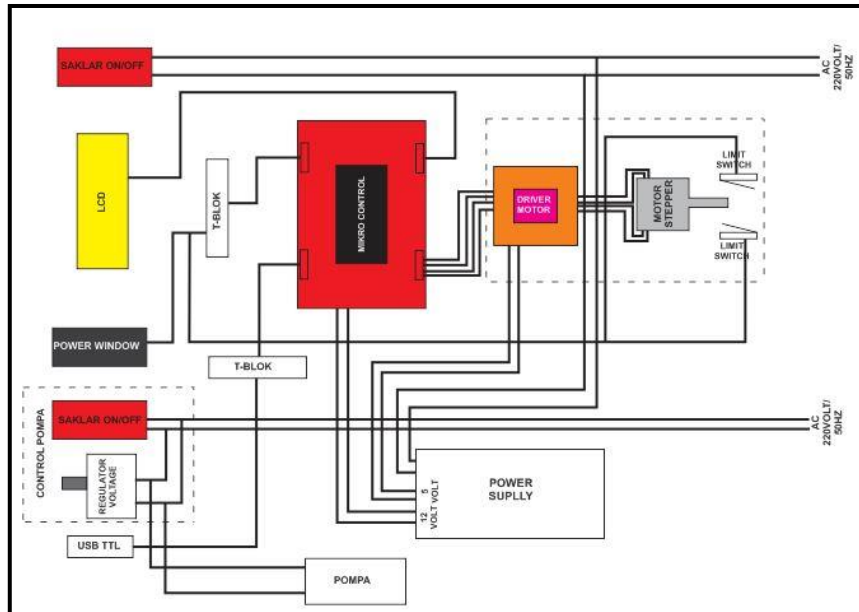 SAKLAR ON/OFF
AC
220VOLT/
50HZ
LCD
T-BLOK
MIKRO CONTROL
DRIVER
MOTOR
MOTOR
STEPPER
LIMIT
SWITCH
LIMIT
SWITCH
POWER WINDOW
T-BLOK
CONTROL POMPA
SAKLAR ON/OFF
AC
220VOLT/
50HZ
REGULATOR
VOLTAGE
5
VOLT
12
VOLT
POWER
SUPLLY
USB TTL
POMPA